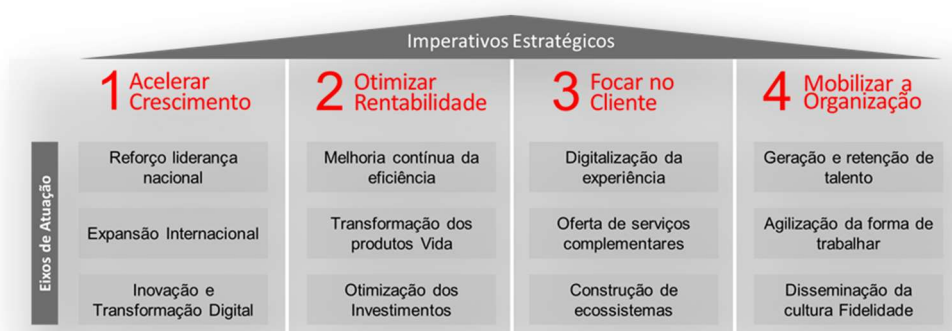 Imperativos Estratégicos
1 Acelerar
Crescimento
2 Otimizar
Rentabilidade
3 Focar no
Cliente
4 Mobilizar a
Organização
Eixos de Atuação
Reforço liderança
nacional
Melhoria contínua da
eficiência
Digitalização da
experiência
Geração e retenção de
talento
Expansão Internacional
Transformação dos
produtos Vida
Oferta de serviços
complementares
Agilização da forma de
trabalhar
Inovação e
Transformação Digital
Otimização dos
Investimentos
Construção de
ecossistemas
Disseminação da
cultura Fidelidade